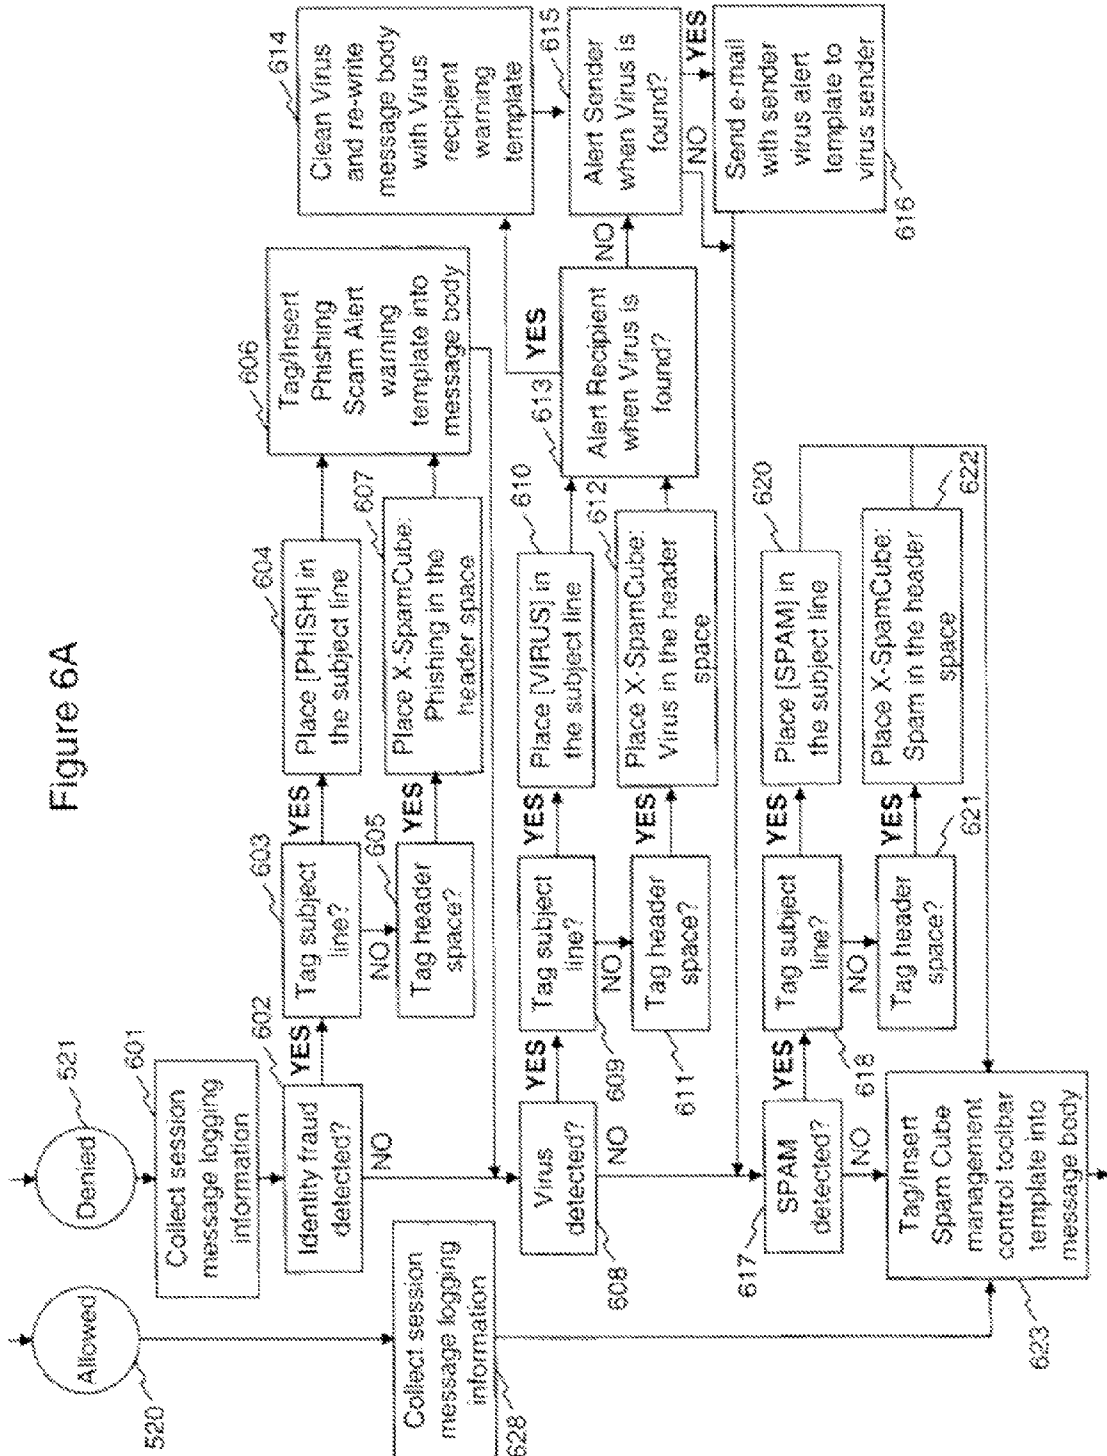 Figure 6A
Allowed
520
Denied
521
Collect session
message logging
information
601
Collect session
message logging
information
628
Identity fraud
detected?
602
YES
NO
Tag subject
line?
603
YES
NO
Place [PHISH] in
the subject line
604
Tag header
space?
605
YES
Place X-SpamCube:
Phishing in the
header space
607
Tag/Insert
Phishing
Scam Alert
warning
template into
message body
606
Virus
detected?
608
YES
NO
Tag subject
line?
609
YES
NO
Place [VIRUS] in
the subject line
610
Tag header
space?
611
YES
Place X-SpamCube:
Virus in the header
space
612
Alert Recipient
when Virus is
found?
613
YES
NO
Clean Virus
and re-write
message body
with Virus
recipient
warning
template
614
Alert Sender
when Virus is
found?
615
YES
NO
Send e-mail
with sender
virus alert
template to
virus sender
616
SPAM
detected?
617
YES
NO
Tag subject
line?
618
YES
NO
Place [SPAM] in
the subject line
620
Tag header
space?
621
YES
Place X-SpamCube:
Spam in the header
space
622
Tag/Insert
Spam Cube
management
control toolbar
template into
message body
623